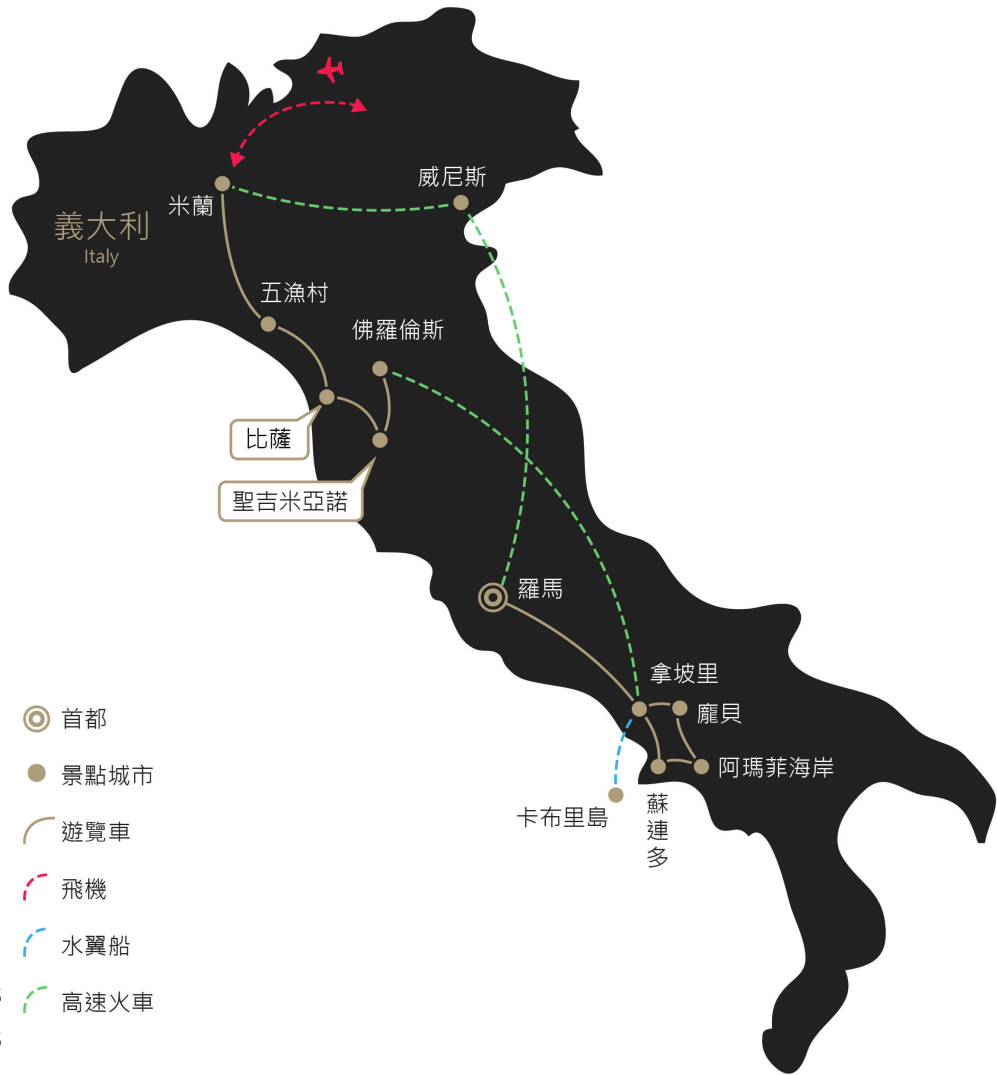 威尼斯
米蘭
義大利
Italy
五漁村
佛羅倫斯
比薩
聖吉米亞諾
羅馬
拿坡里
龐貝
阿瑪菲海岸
卡布里島
蘇連多
首都
景點城市
遊覽車
飛機
水翼船
高速火車